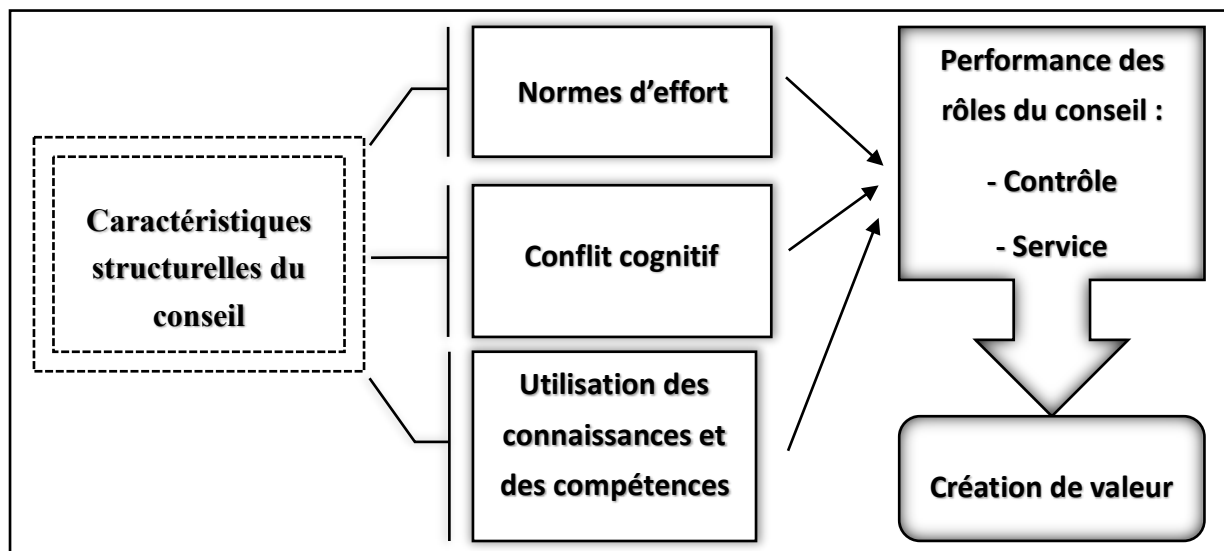 Caractéristiques
structurelles du
conseil
Normes d'effort
Conflit cognitif
Utilisation des
connaissances et
des compétences
Performance des
rôles du conseil :
- Contrôle
- Service
Création de valeur